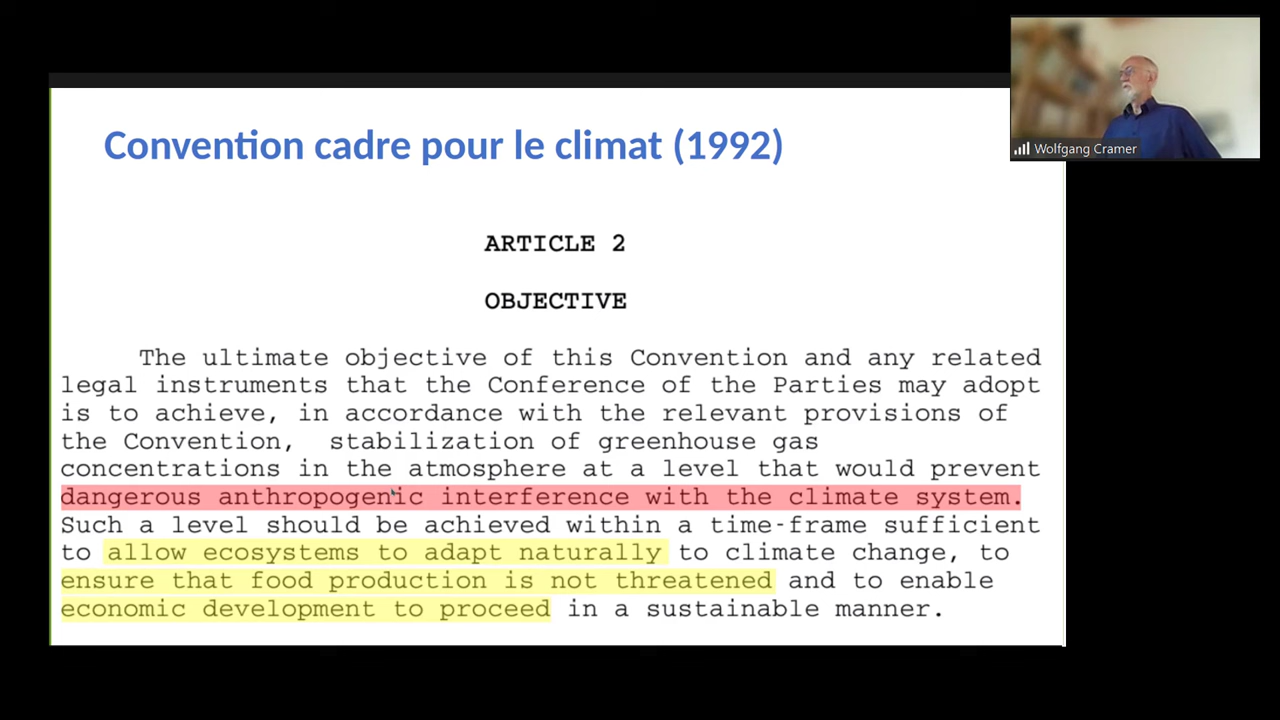 Convention cadre pour le climat (1992)
Wolfgang Cramer
ARTICLE 2
OBJECTIVE
The ultimate objective of this Convention and any related
legal instruments that the Conference of the Parties may adopt
is to achieve, in accordance with the relevant provisions of
the Convention, stabilization of greenhouse gas
concentrations in the atmosphere at a level that would prevent
dangerous anthropogenic interference with the climate system.
Such a level should be achieved within a time-frame sufficient
to allow ecosystems to adapt naturally to climate change, to
ensure that food production is not threatened and to enable
economic development to proceed in a sustainable manner.